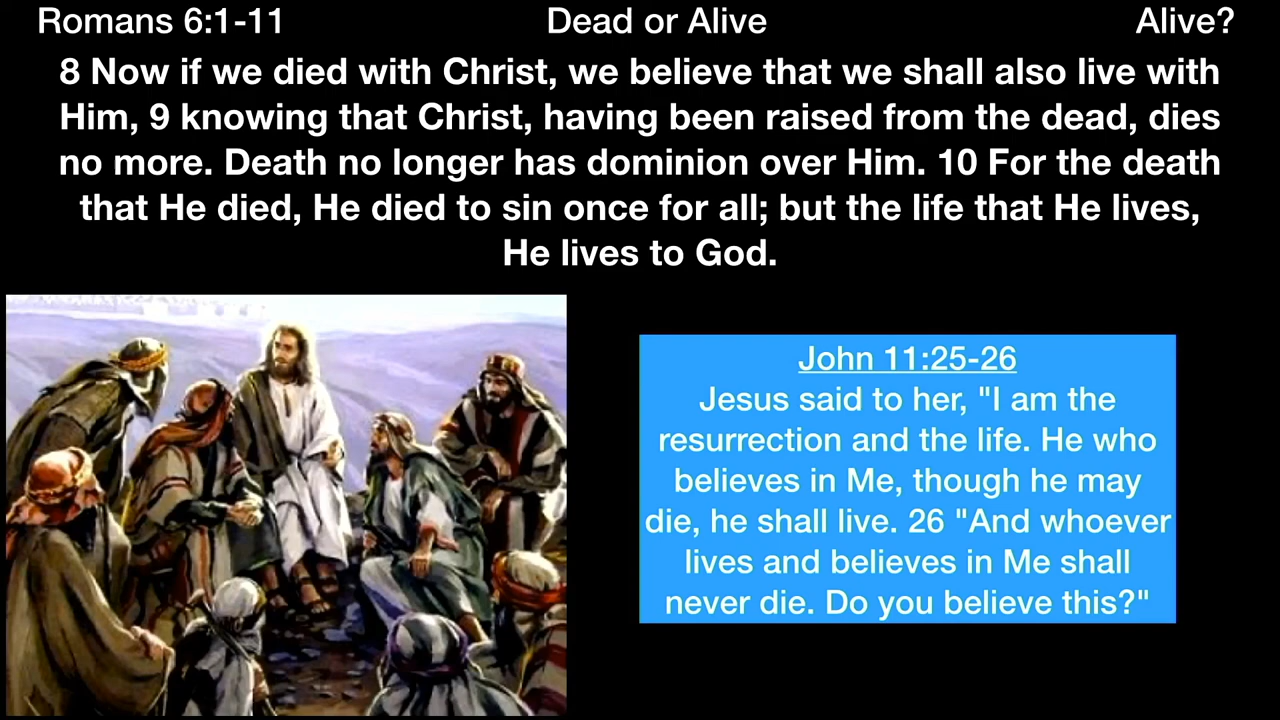 Romans 6:1-11 Dead or Alive Alive?
8 Now if we died with Christ, we believe that we shall also live with
Him, 9 knowing that Christ, having been raised from the dead, dies
no more. Death no longer has dominion over Him. 10 For the death
that He died, He died to sin once for all; but the life that He lives,
He lives to God.
John 11:25-26
Jesus said to her, "I am the
resurrection and the life. He who
believes in Me, though he may
die, he shall live. 26 "And whoever
lives and believes in Me shall
never die. Do you believe this?"